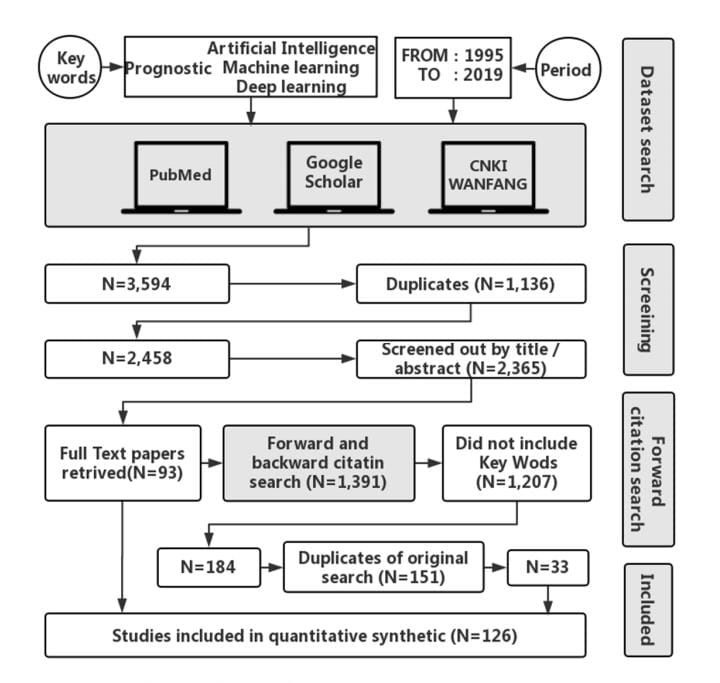 Key
words
Prognostic
Artificial Intelligence
Machine learning
Deep learning
FROM : 1995
TO : 2019
Period
Dataset search
PubMed
Google
Scholar
CNKI
WANFANG
N=3,594
Duplicates (N=1,136)
Screeining
N=2,458
Screened out by title /
abstract (N=2,365)
Full Text papers
retrived(N=93)
Forward and
backward citatin
search (N=1,391)
Did not include
Key Wods
(N=1,207)
Forward
citation search
N=184
Duplicates of original
search (N=151)
N=33
Included
Studies included in quantitative synthetic (N=126)